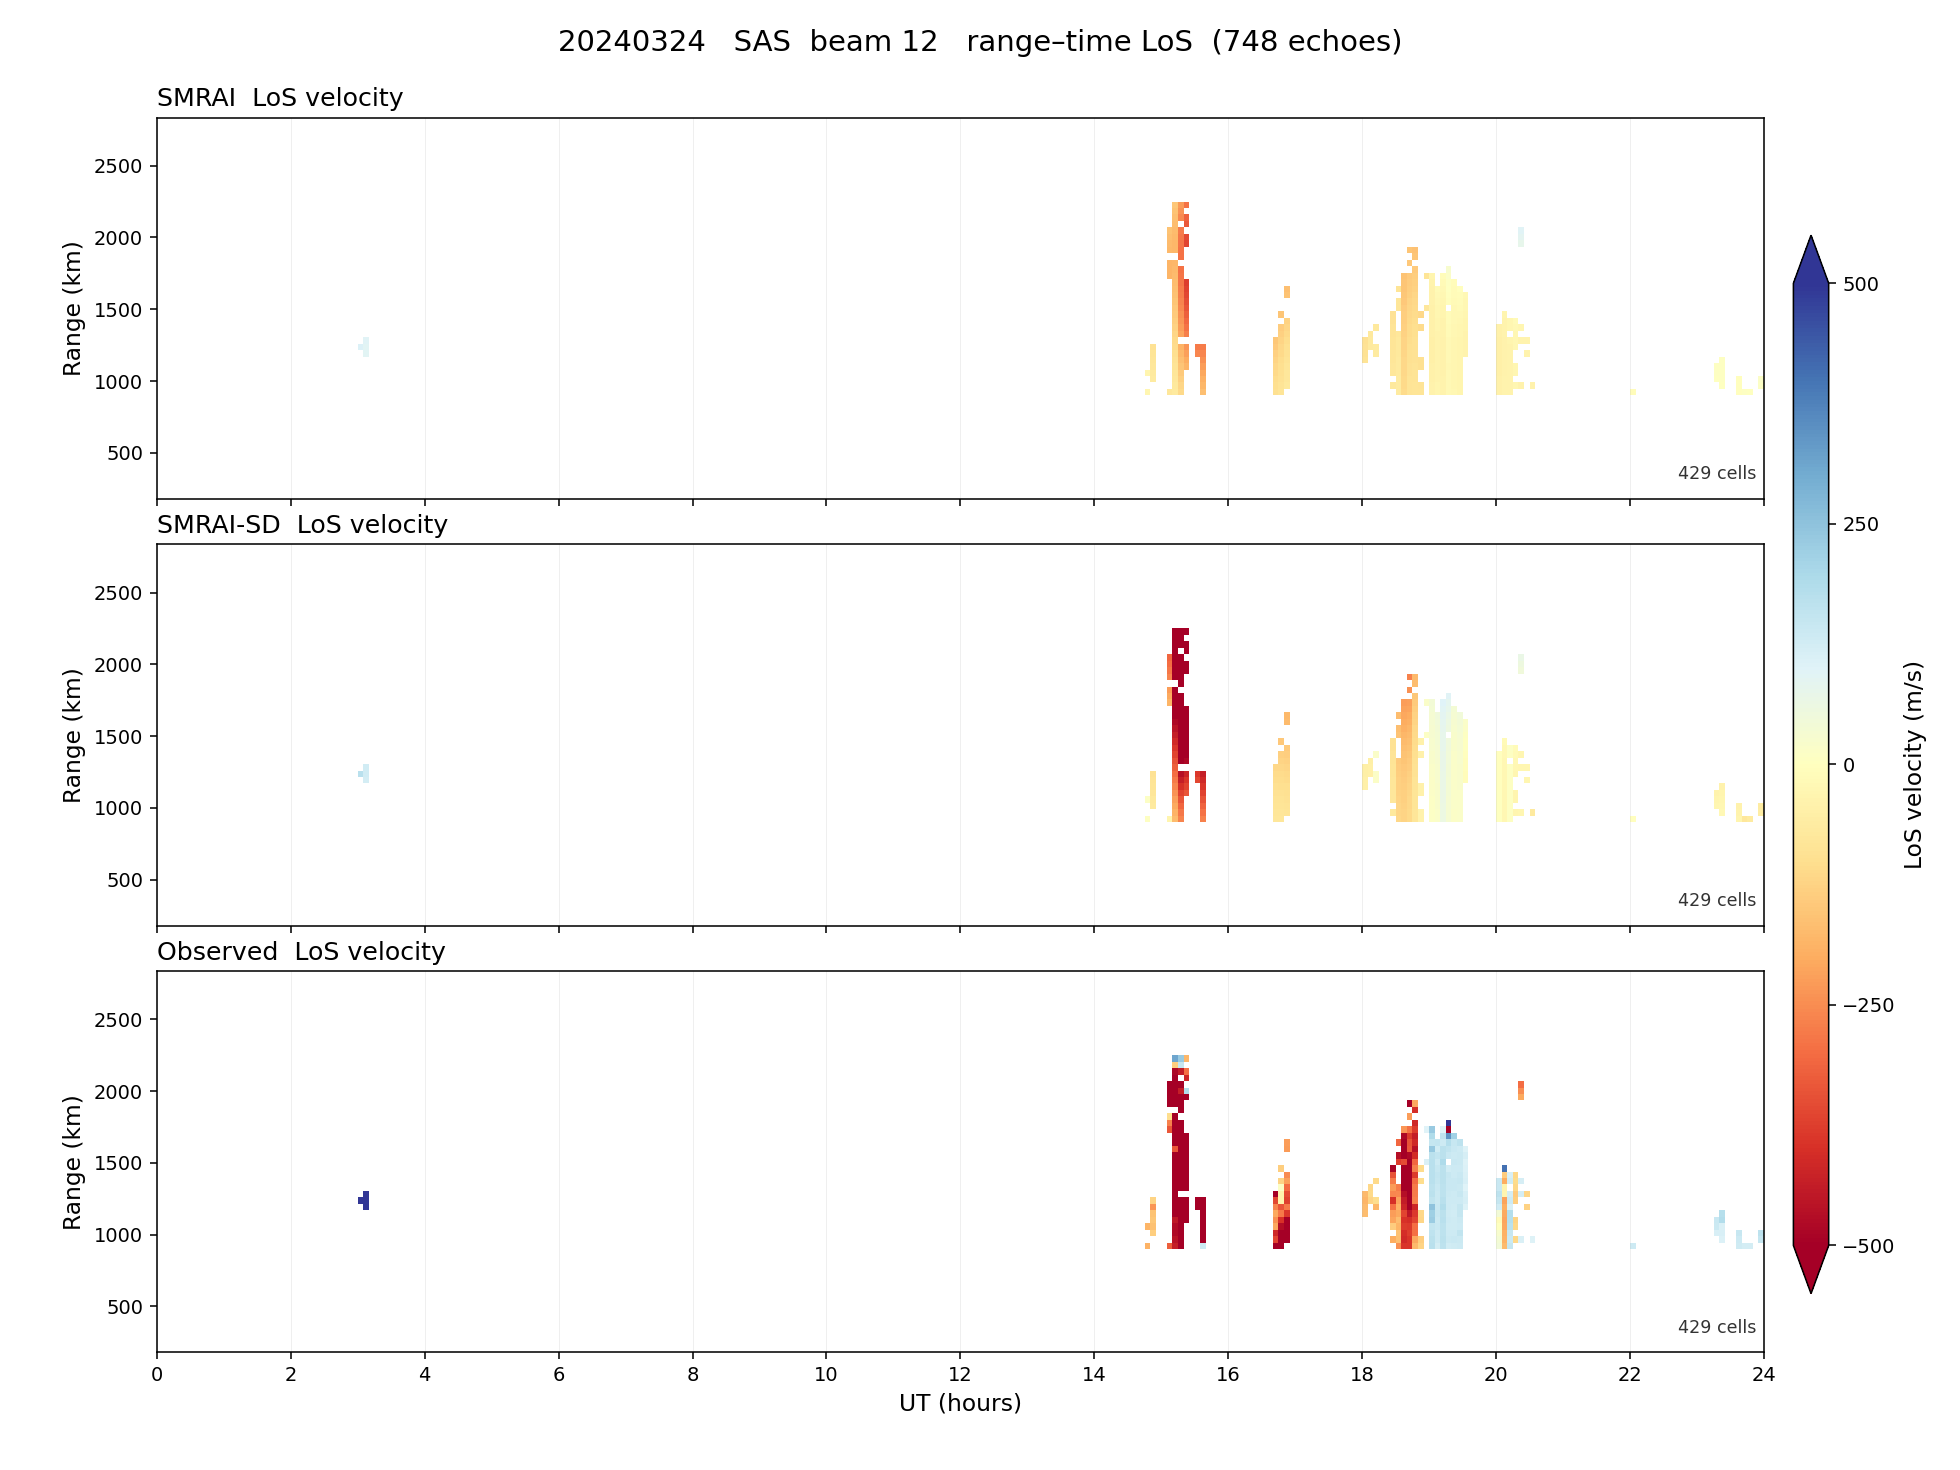 20240324   SAS  beam 12   range–time LoS  (748 echoes)
SMRAI  LoS velocity
2500
2000
1500
1000
500
Range (km)
429 cells
SMRAI-SD  LoS velocity
2500
2000
1500
1000
500
Range (km)
429 cells
Observed  LoS velocity
2500
2000
1500
1000
500
Range (km)
429 cells
0 2 4 6 8 10 12 14 16 18 20 22 24
UT (hours)
500
250
0
−250
−500
LoS velocity (m/s)